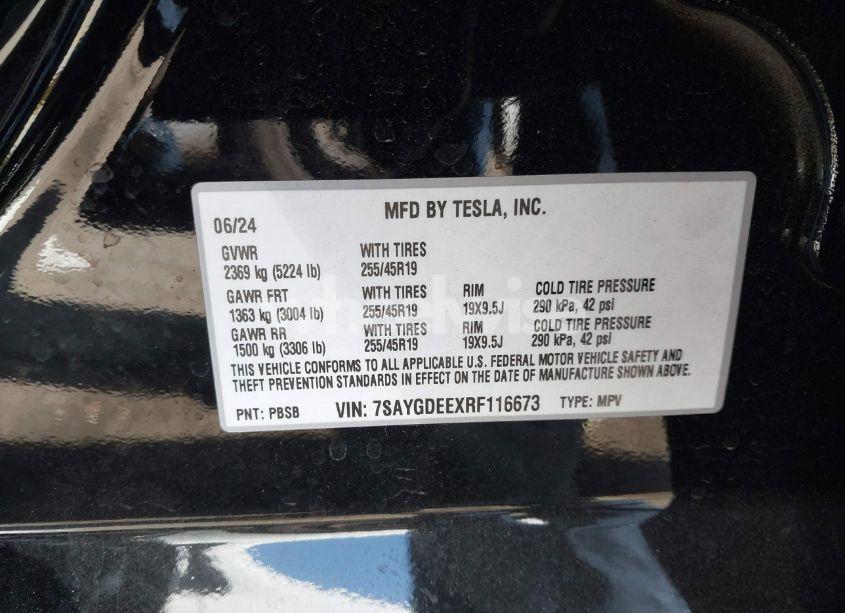 MFD BY TESLA, INC.
06/24
GVWR WITH TIRES
2369 kg (5224 lb) 255/45R19
GAWR FRT WITH TIRES RIM COLD TIRE PRESSURE
1363 kg (3004 lb) 255/45R19 19X9.5J 290 kPa, 42 psi
GAWR RR WITH TIRES RIM COLD TIRE PRESSURE
1500 kg (3306 lb) 255/45R19 19X9.5J 290 kPa, 42 psi
THIS VEHICLE CONFORMS TO ALL APPLICABLE U.S. FEDERAL MOTOR VEHICLE SAFETY AND
THEFT PREVENTION STANDARDS IN EFFECT ON THE DATE OF MANUFACTURE SHOWN ABOVE.
PNT: PBSB VIN: 7SAYGDEEXRF116673 TYPE: MPV